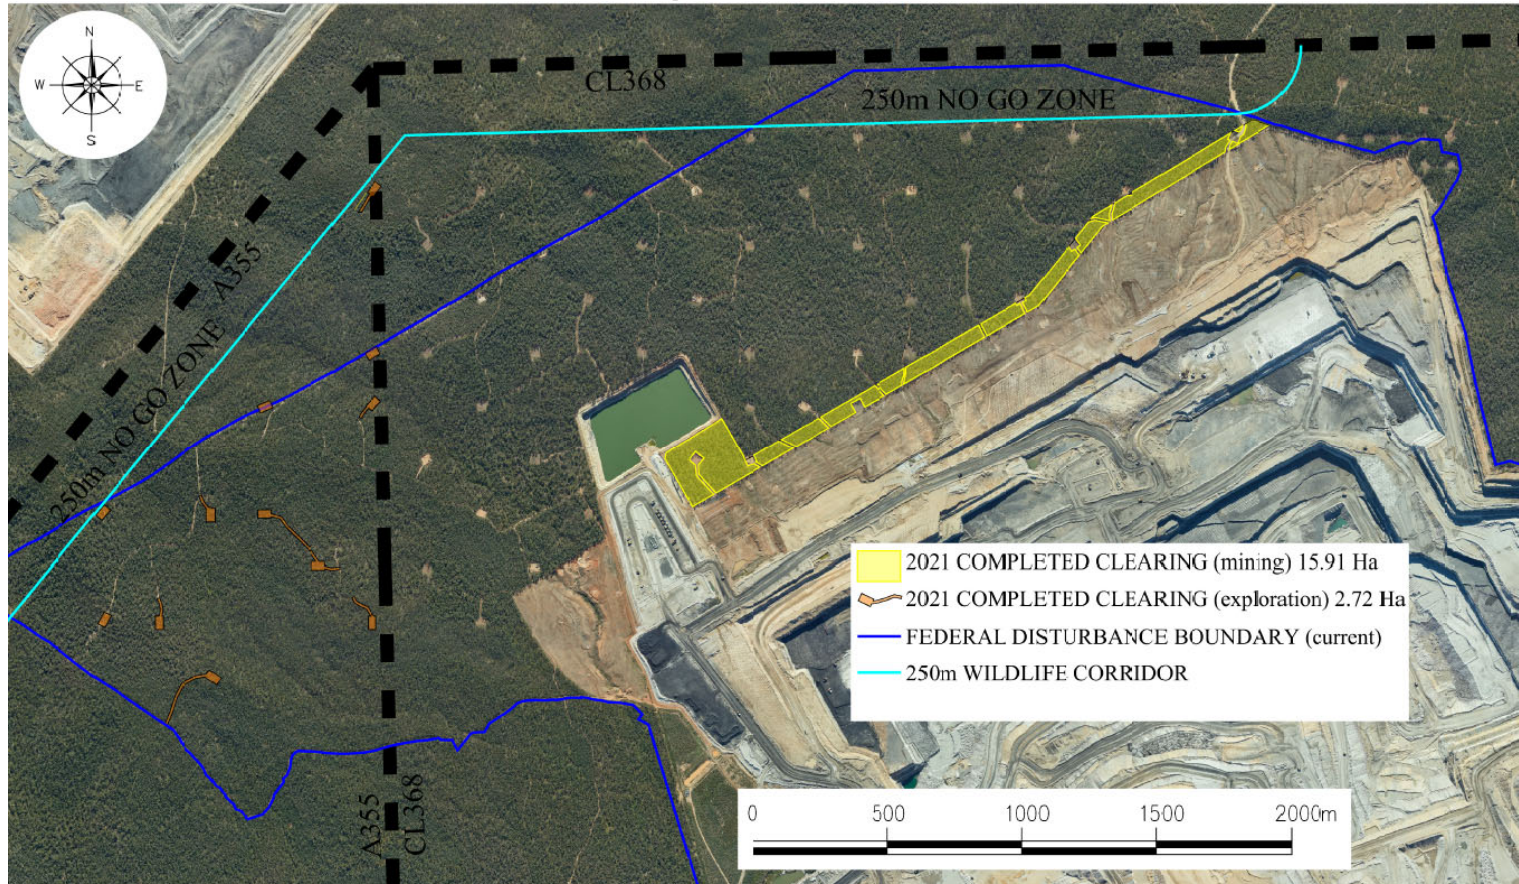 N
W E
S
CL368
250m NO GO ZONE
A355
250m NO GO ZONE
2021 COMPLETED CLEARING (mining) 15.91 Ha
2021 COMPLETED CLEARING (exploration) 2.72 Ha
FEDERAL DISTURBANCE BOUNDARY (current)
250m WILDLIFE CORRIDOR
A355
CL368
0 500 1000 1500 2000m